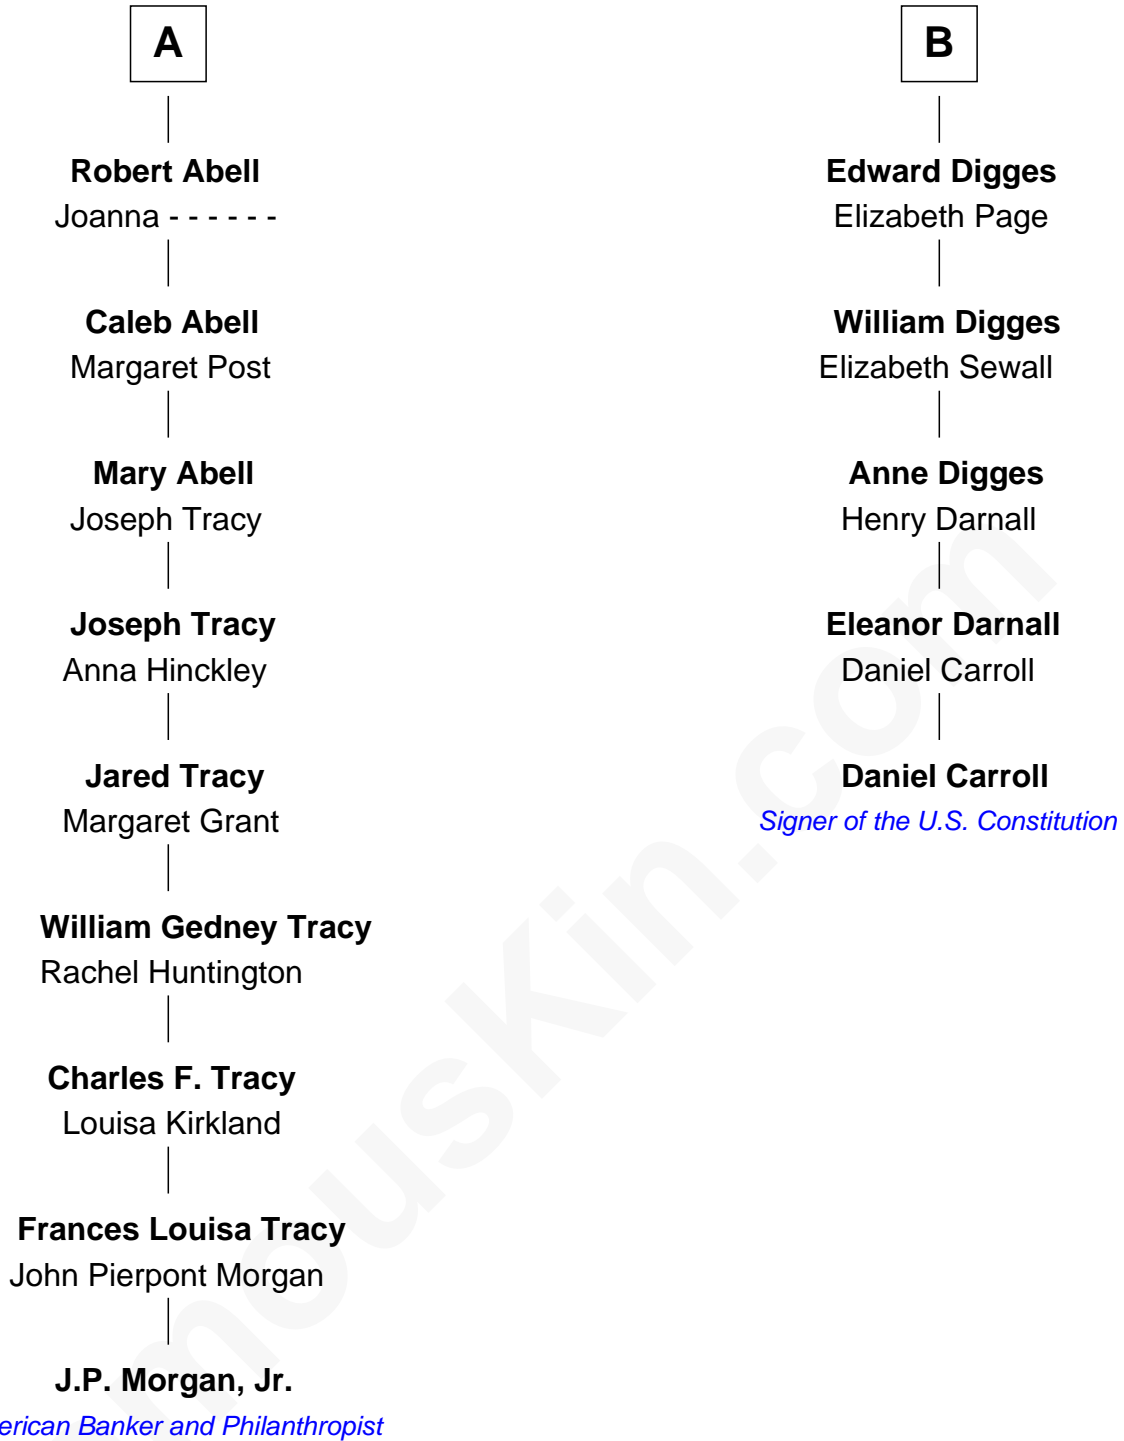 A
Robert Abell
Joanna - - - - - -
Caleb Abell
Margaret Post
Mary Abell
Joseph Tracy
Joseph Tracy
Anna Hinckley
Jared Tracy
Margaret Grant
William Gedney Tracy
Rachel Huntington
Charles F. Tracy
Louisa Kirkland
Frances Louisa Tracy
John Pierpont Morgan
J.P. Morgan, Jr.
erican Banker and Philanthropist
B
Edward Digges
Elizabeth Page
William Digges
Elizabeth Sewall
Anne Digges
Henry Darnall
Eleanor Darnall
Daniel Carroll
Daniel Carroll
Signer of the U.S. Constitution
mousKin.com